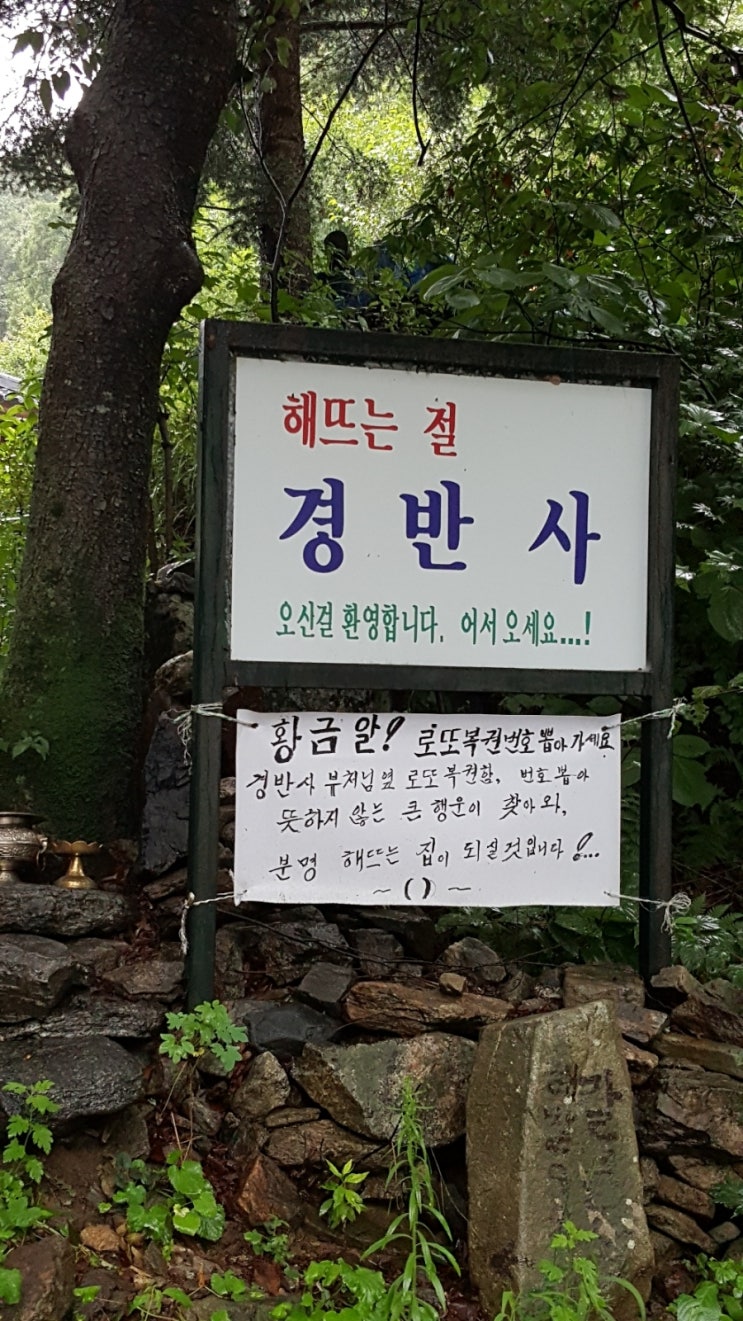 해뜨는 절
경반사
오신걸 환영합니다. 어서 오세요...!
황금알! 로또복권번호 뽑아가세요
경반사 부처님옆 로또복권함, 번호뽑아
뜻하지 않는 큰 행운이 찾아와,
분명 해뜨는 집이 되실것입니다!...
~ () ~